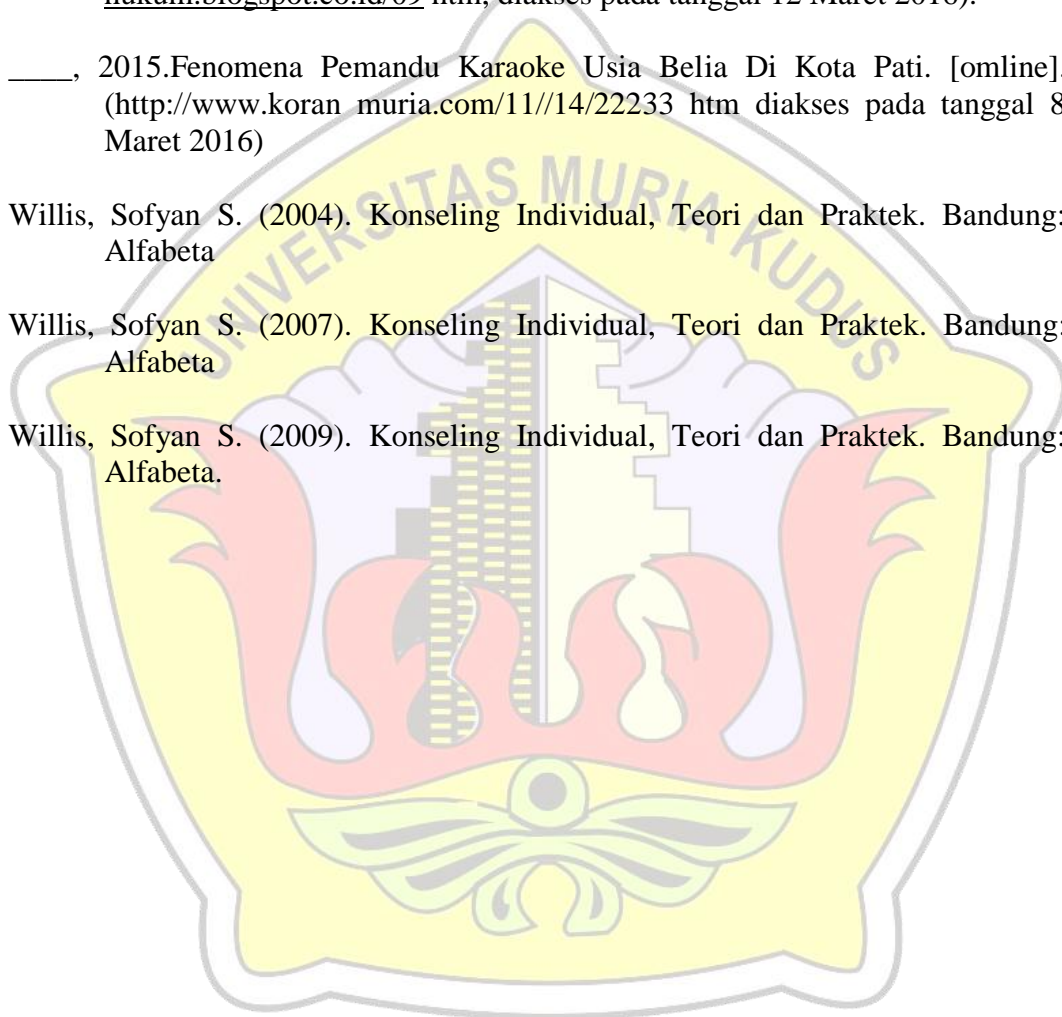 hukum.blogspot.co.id/09 htm, diakses pada tanggal 12 Maret 2016).
____, 2015.Fenomena Pemandu Karaoke Usia Belia Di Kota Pati. [omline].
(http://www.koran muria.com/11//14/22233 htm diakses pada tanggal 8
Maret 2016)
Willis, Sofyan S. (2004). Konseling Individual, Teori dan Praktek. Bandung:
Alfabeta
Willis, Sofyan S. (2007). Konseling Individual, Teori dan Praktek. Bandung:
Alfabeta
Willis, Sofyan S. (2009). Konseling Individual, Teori dan Praktek. Bandung:
Alfabeta.
UNIVERSITAS MURIA KUDUS